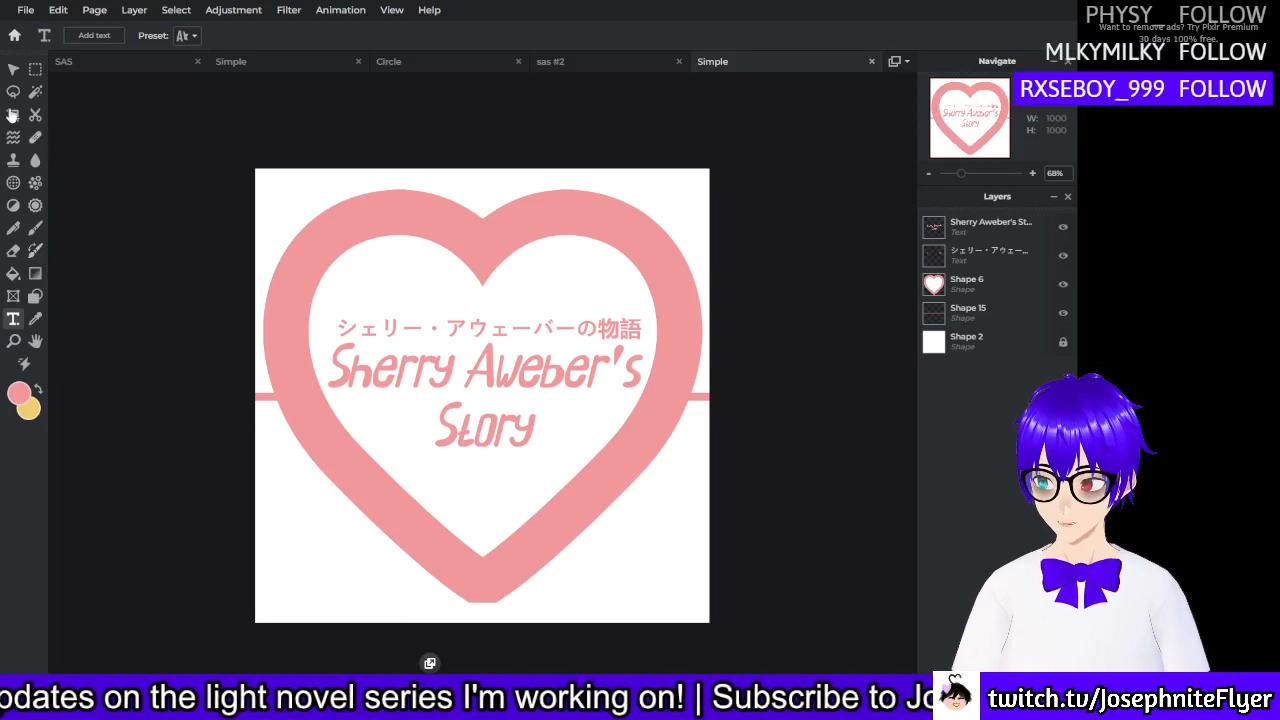 File Edit Page Layer Select Adjustment Filter Animation View Help
PHYSY_ FOLLOW
Want to remove ads? Try Pixlr Premium
30 days 100% free.
T. Add text Preset:
MLKYMILKY FOLLOW
SAS × Simple × Circle × sas #2 × Simple × Navigate
RXSEBOY_999 FOLLOW
W: 1000
H: 1000
- + 68%
Layers
Sherry Aweber's St...
Text
シェリー・アウェー...
Text
Shape 6
Shape
Shape 15
Shape
Shape 2
Shape
シェリー・アウェーバーの物語
Sherry Aweber's
Story
pdates on the light novel series I'm working on! | Subscribe to Jo
twitch.tv/JosephniteFlyer